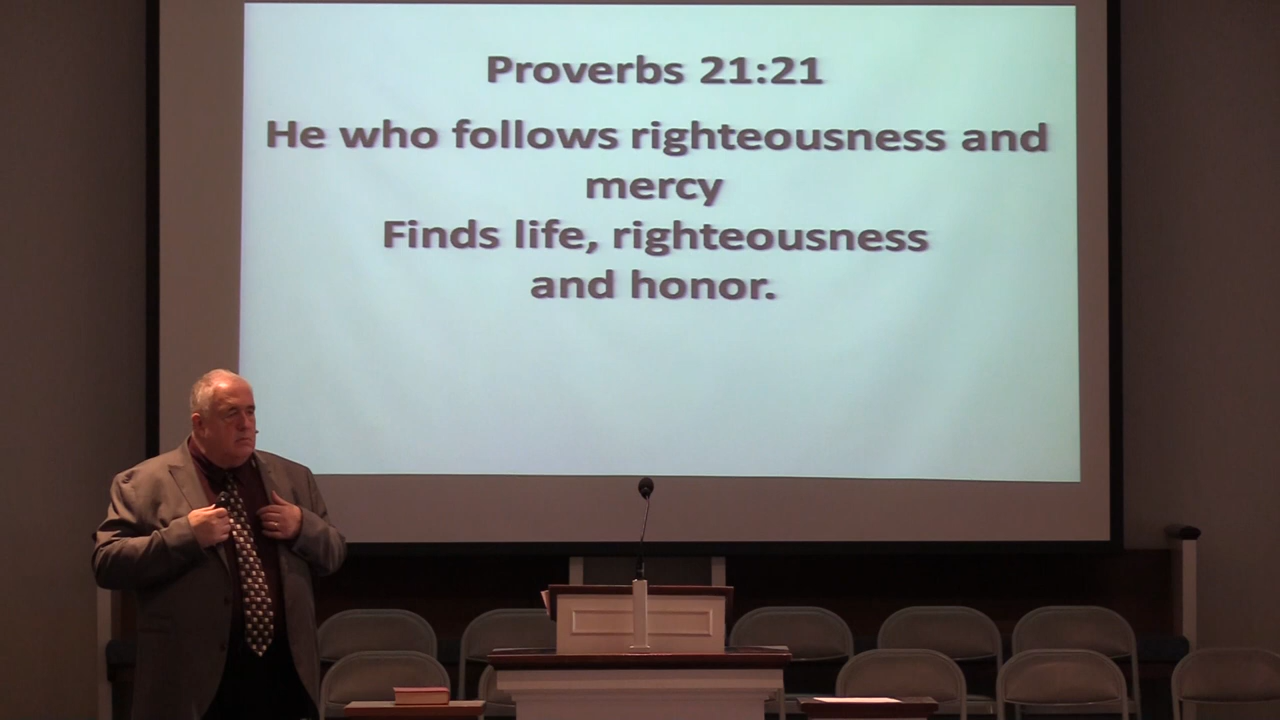 Proverbs 21:21
He who follows righteousness and
mercy
Finds life, righteousness
and honor.